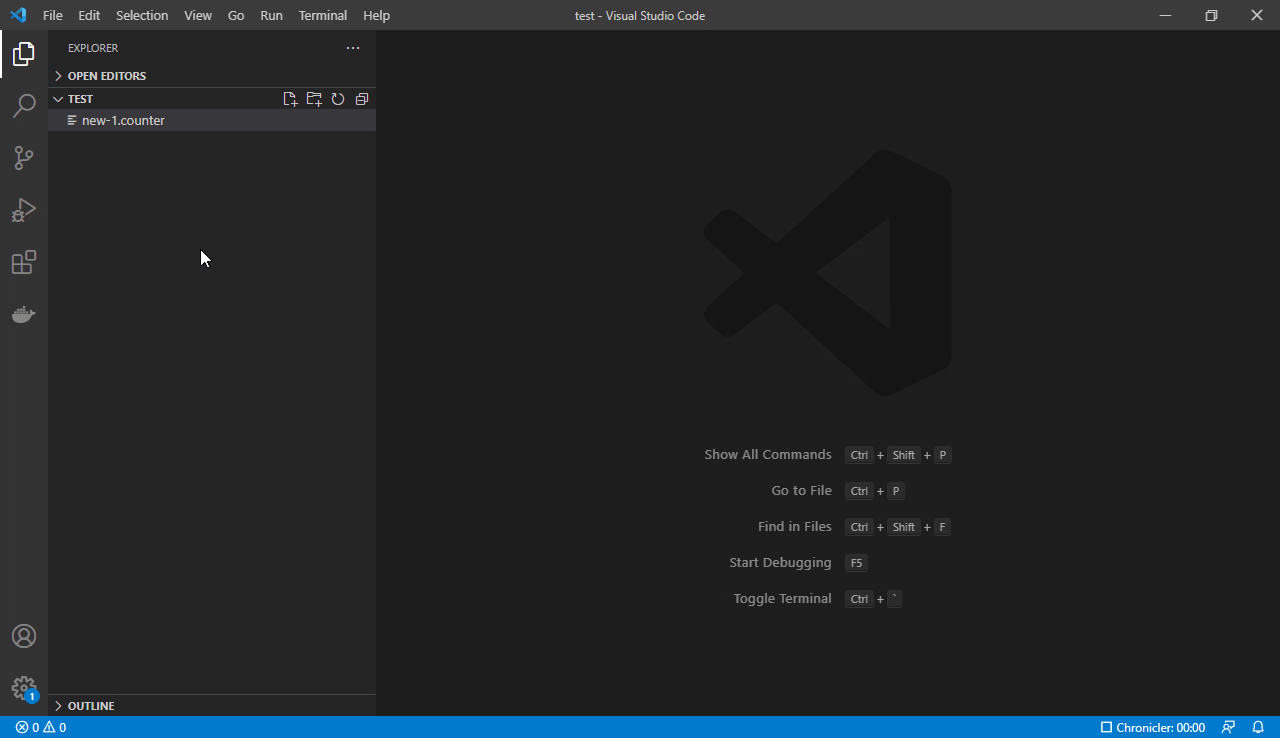 File Edit Selection View Go Run Terminal Help test - Visual Studio Code
EXPLORER
OPEN EDITORS
TEST
new-1.counter
Show All Commands Ctrl + Shift + P
Go to File Ctrl + P
Find in Files Ctrl + Shift + F
Start Debugging F5
Toggle Terminal Ctrl + `
1
OUTLINE
0 0 Chronicler: 00:00